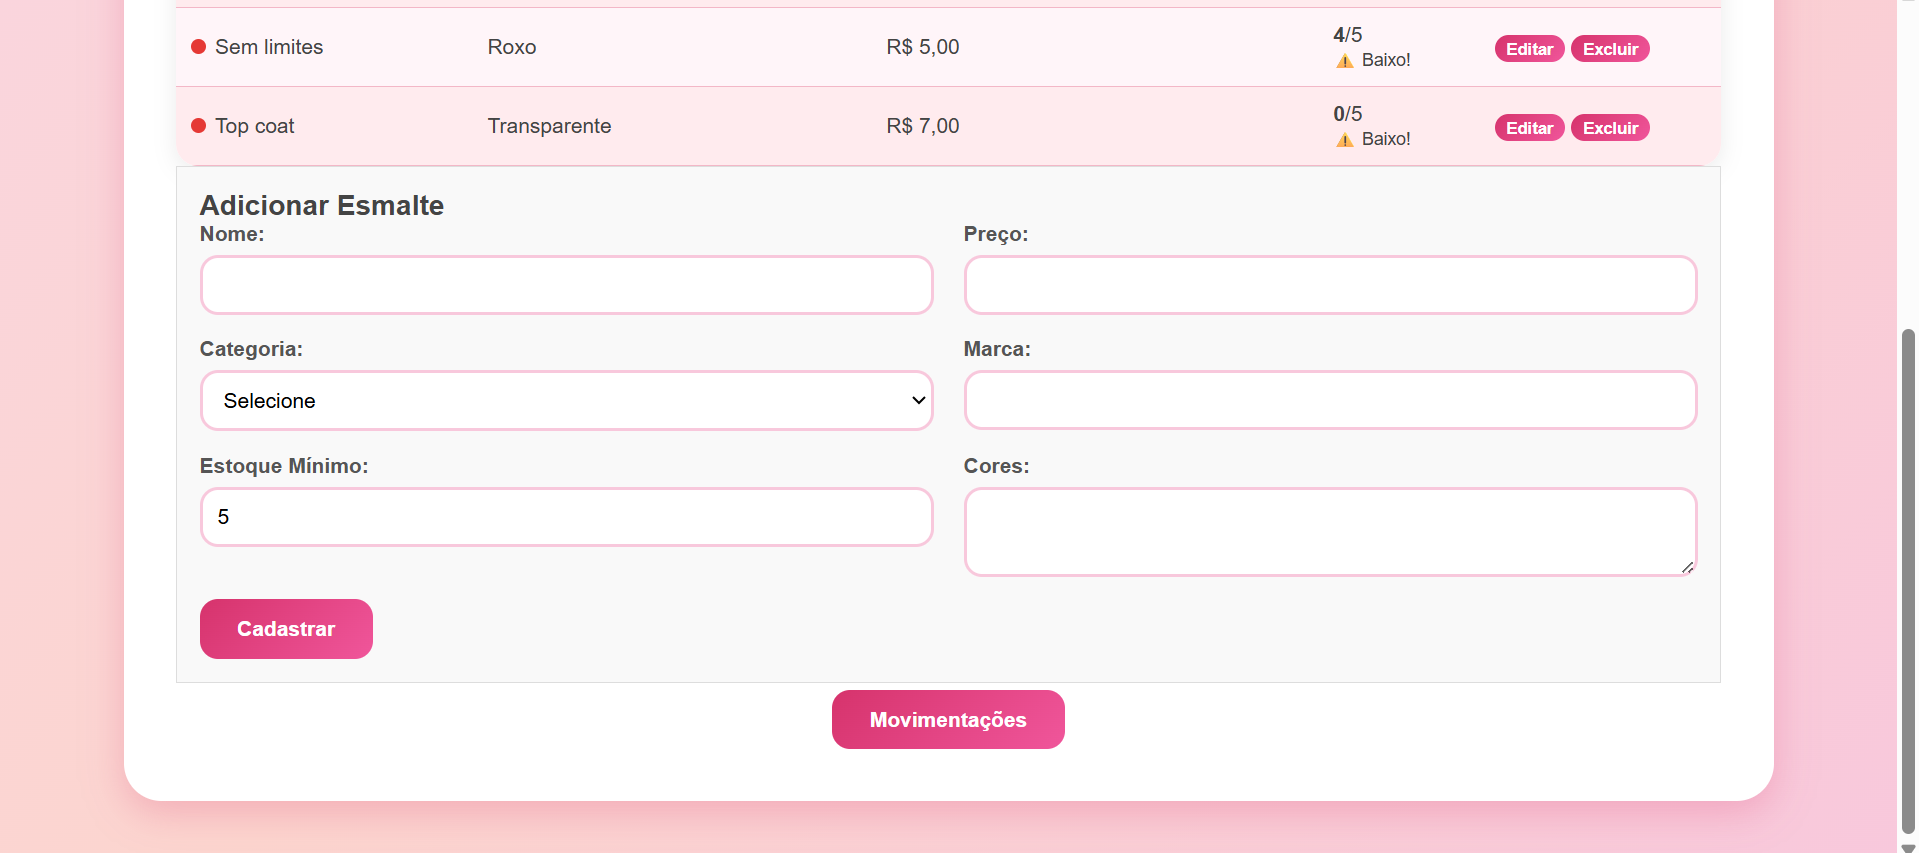 Sem limites Roxo R$ 5,00 4/5 Editar Excluir
⚠ Baixo!
Top coat Transparente R$ 7,00 0/5 Editar Excluir
⚠ Baixo!
Adicionar Esmalte
Nome: Preço:
Categoria: Marca:
Selecione
Estoque Mínimo: Cores:
5
Cadastrar
Movimentações